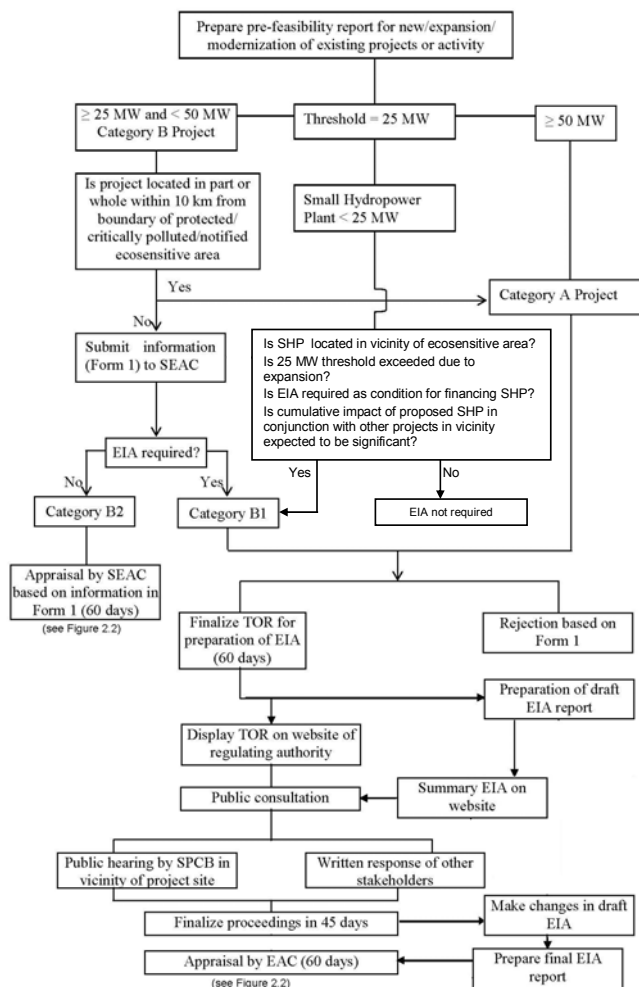 Prepare pre-feasibility report for new/expansion/
modernization of existing projects or activity
≥ 25 MW and < 50 MW
Category B Project
Threshold = 25 MW
≥ 50 MW
Is project located in part or
whole within 10 km from
boundary of protected/
critically polluted/notified
ecosensitive area
Small Hydropower
Plant < 25 MW
Yes
Category A Project
No
Submit information
(Form 1) to SEAC
Is SHP located in vicinity of ecosensitive area?
Is 25 MW threshold exceeded due to
expansion?
Is EIA required as condition for financing SHP?
Is cumulative impact of proposed SHP in
conjunction with other projects in vicinity
expected to be significant?
EIA required?
No
Yes
Yes
No
Category B2
Category B1
EIA not required
Appraisal by SEAC
based on information in
Form 1 (60 days)
(see Figure 2.2)
Finalize TOR for
preparation of EIA
(60 days)
Rejection based on
Form 1
Preparation of draft
EIA report
Display TOR on website of
regulating authority
Public consultation
Summary EIA on
website
Public hearing by SPCB in
vicinity of project site
Written response of other
stakeholders
Finalize proceedings in 45 days
Make changes in draft
EIA
Appraisal by EAC (60 days)
(see Figure 2.2)
Prepare final EIA
report